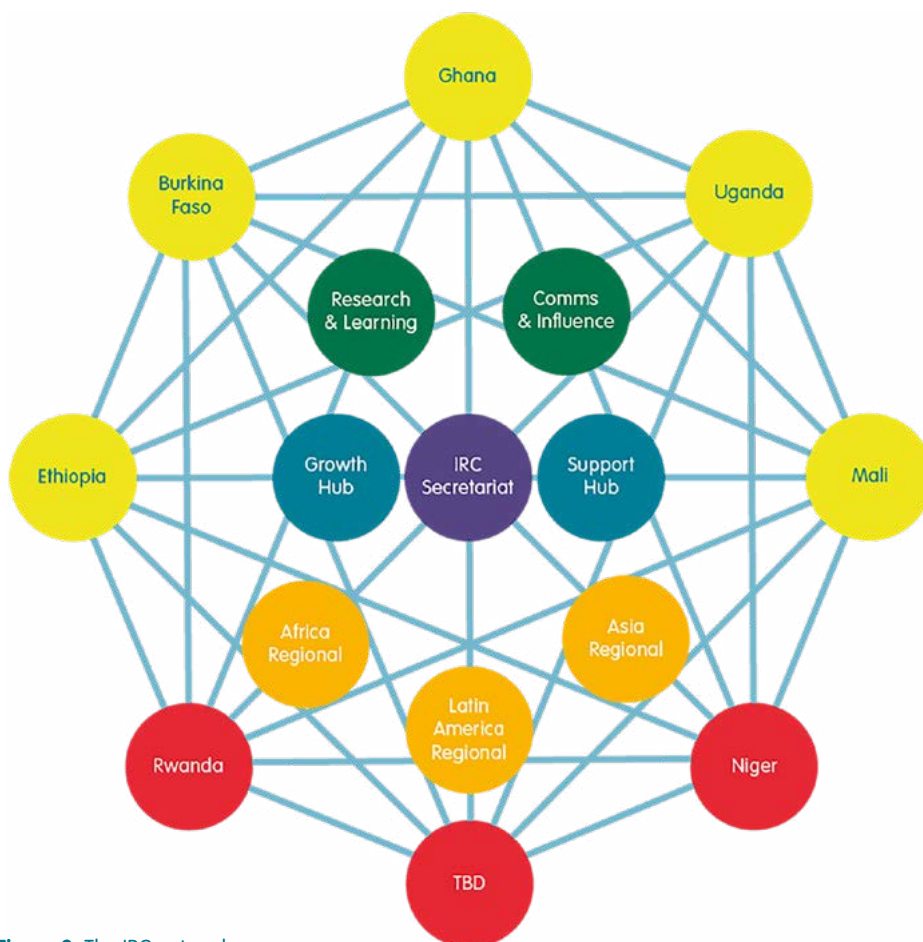 Ghana
Burkina
Faso
Uganda
Research
& Learning
Comms
& Influence
Ethiopia
Growth
Hub
IRC
Secretariat
Support
Hub
Mali
Africa
Regional
Asia
Regional
Latin
America
Regional
Rwanda
Niger
TBD